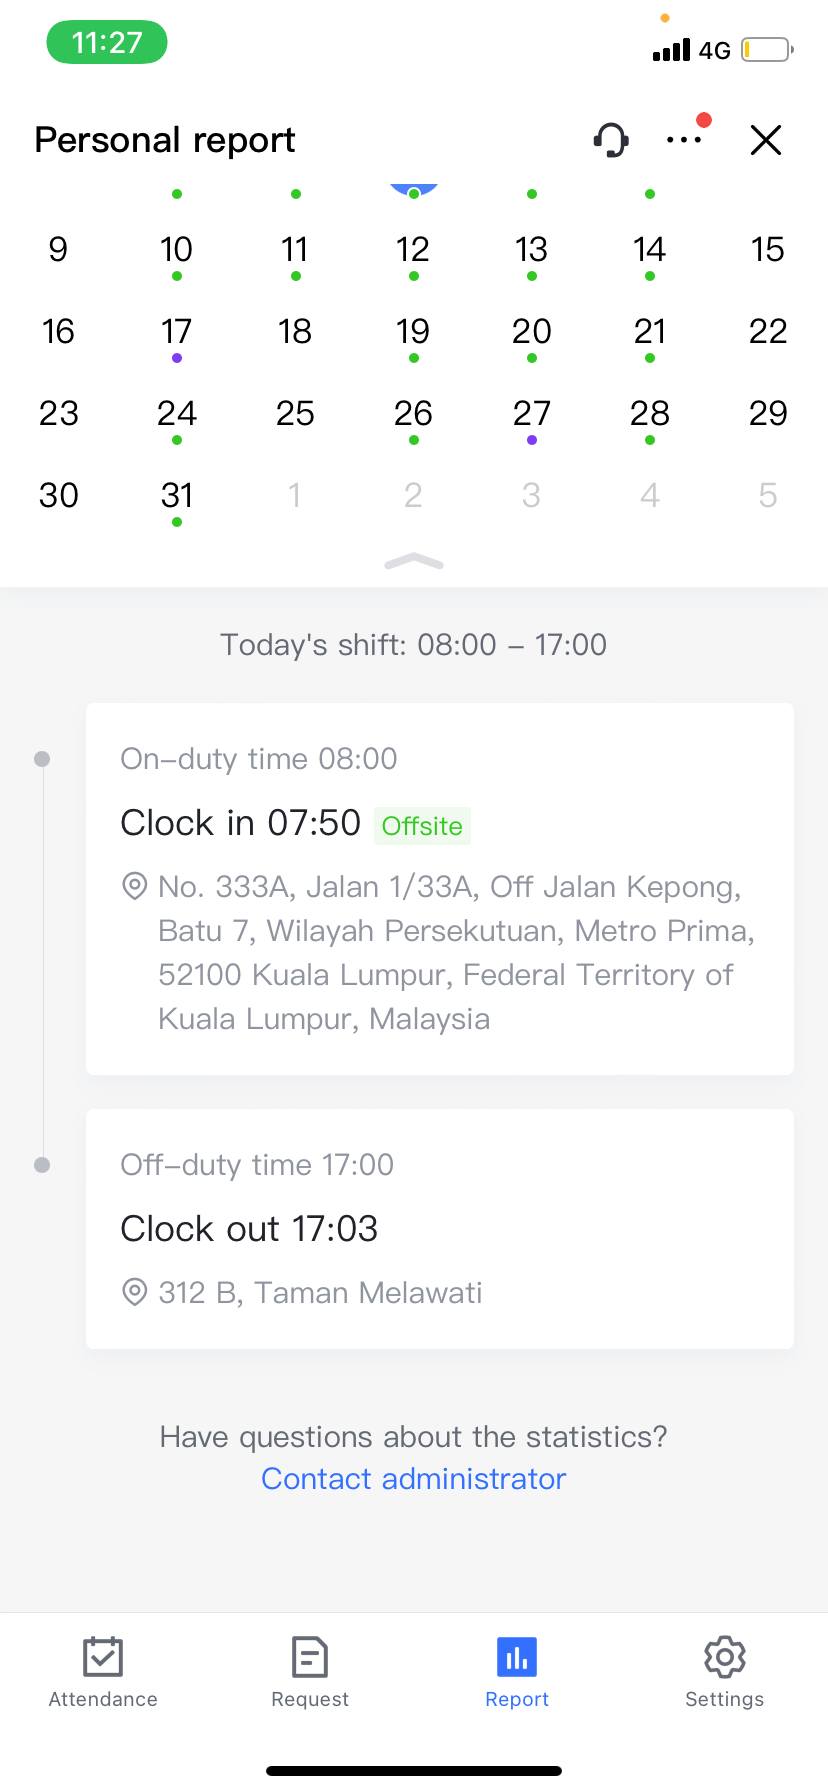 11:27
4G
Personal report
9 10 11 12 13 14 15
16 17 18 19 20 21 22
23 24 25 26 27 28 29
30 31 1 2 3 4 5
Today's shift: 08:00 – 17:00
On–duty time 08:00
Clock in 07:50 Offsite
No. 333A, Jalan 1/33A, Off Jalan Kepong,
Batu 7, Wilayah Persekutuan, Metro Prima,
52100 Kuala Lumpur, Federal Territory of
Kuala Lumpur, Malaysia
Off–duty time 17:00
Clock out 17:03
312 B, Taman Melawati
Have questions about the statistics?
Contact administrator
Attendance
Request
Report
Settings